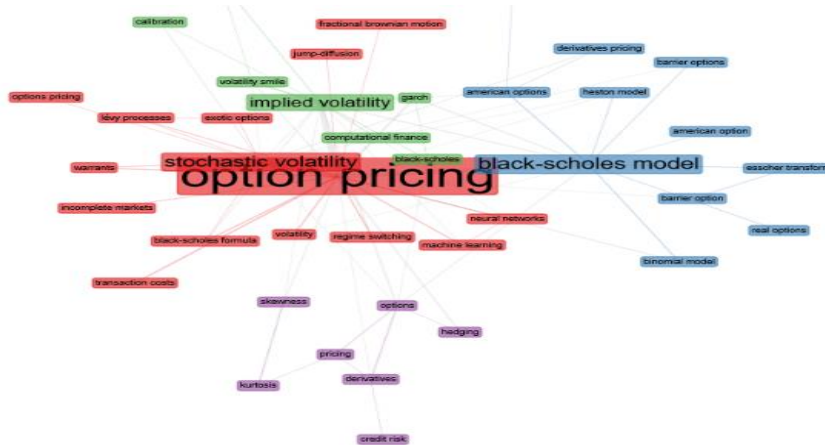 calibration
fractional brownian motion
derivatives pricing
jump-diffusion
barrier options
volatility smile
american options
heston model
options pricing
implied volatility
garch
lévy processes
exotic options
american option
computational finance
stochastic volatility
black-scholes
black-scholes model
warrants
option pricing
esscher transform
barrier option
incomplete markets
neural networks
real options
black-scholes formula
volatility
regime switching
machine learning
binomial model
transaction costs
skewness
options
hedging
pricing
kurtosis
derivatives
credit risk